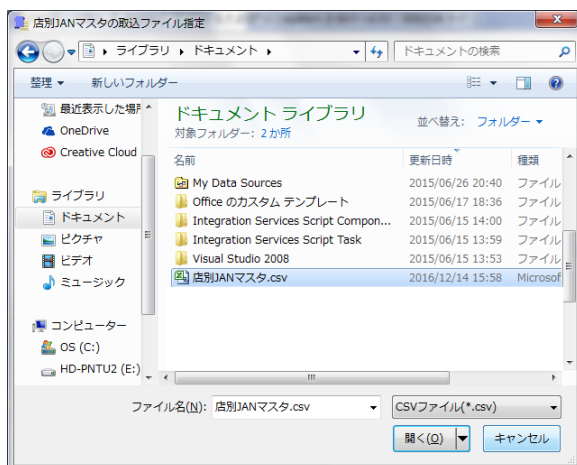 店別JANマスタの取込ファイル指定
ライブラリ ▸ ドキュメント ▸
ドキュメントの検索
整理 ▼ 新しいフォルダー
最近表示した場所
OneDrive
Creative Cloud
ライブラリ
ドキュメント
ピクチャ
ビデオ
ミュージック
コンピューター
OS (C:)
HD-PNTU2 (E:)
ドキュメント ライブラリ
対象フォルダー: 2 か所
並べ替え: フォルダー ▼
名前 更新日時 種類
My Data Sources 2015/06/26 20:40 ファイル
Office のカスタム テンプレート 2015/06/17 18:36 ファイル
Integration Services Script Compon... 2015/06/15 14:00 ファイル
Integration Services Script Task 2015/06/15 13:59 ファイル
Visual Studio 2008 2015/06/15 13:53 ファイル
店別JANマスタ.csv 2016/12/14 15:58 Microsof
ファイル名(N): 店別JANマスタ.csv CSVファイル(*.csv)
開く(O) キャンセル